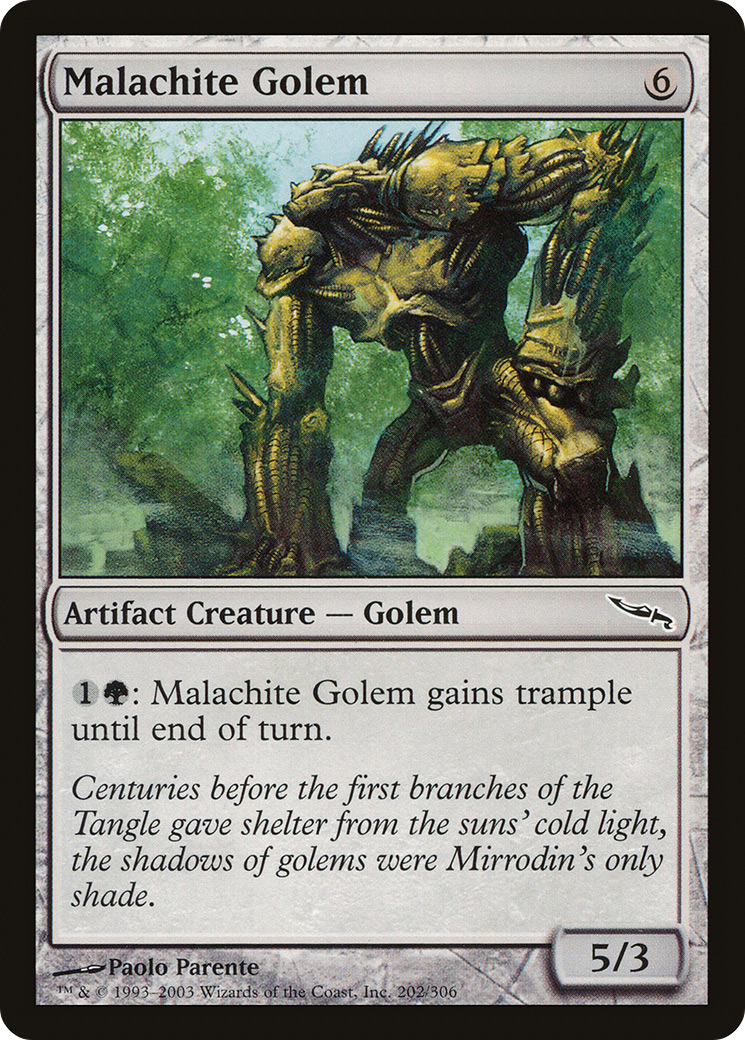 Malachite Golem 6
Artifact Creature — Golem
1: Malachite Golem gains trample
until end of turn.
Centuries before the first branches of the
Tangle gave shelter from the suns' cold light,
the shadows of golems were Mirrodin's only
shade.
5/3
Paolo Parente
™ & © 1993–2003 Wizards of the Coast, Inc. 202/306